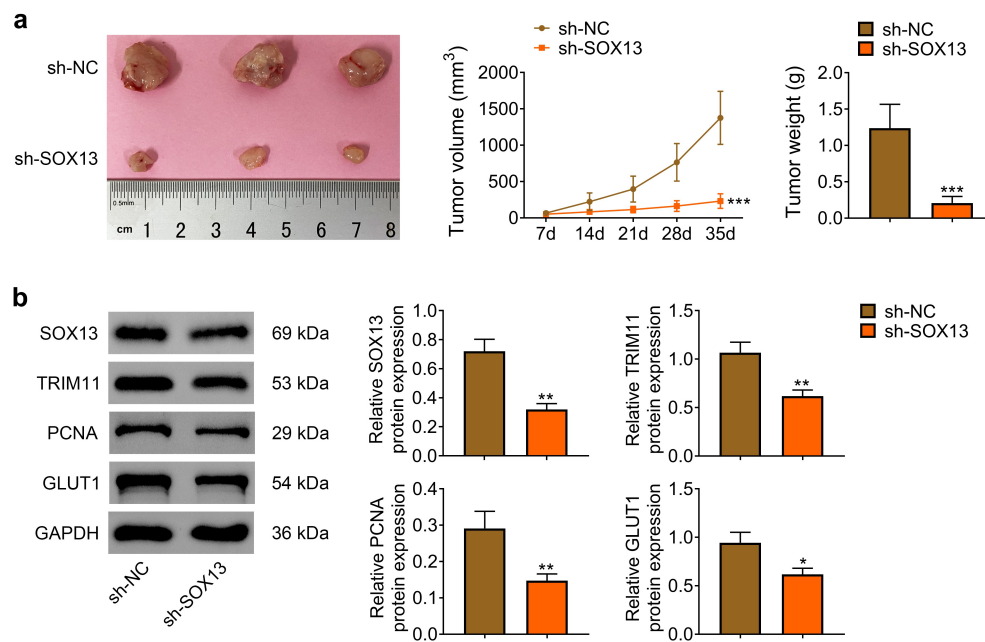 a
sh-NC
sh-SOX13
0.5mm
cm 1 2 3 4 5 6 7 8
sh-NC
sh-SOX13
Tumor volume (mm³)
2000
1500
1000
500
0
7d 14d 21d 28d 35d
***
sh-NC
sh-SOX13
Tumor weight (g)
2.0
1.5
1.0
0.5
0.0
***
b
SOX13 69 kDa
TRIM11 53 kDa
PCNA 29 kDa
GLUT1 54 kDa
GAPDH 36 kDa
sh-NC
sh-SOX13
Relative SOX13
protein expression
1.0
0.8
0.6
0.4
0.2
0.0
**
Relative TRIM11
protein expression
1.5
1.0
0.5
0.0
**
sh-NC
sh-SOX13
Relative PCNA
protein expression
0.4
0.3
0.2
0.1
0.0
**
Relative GLUT1
protein expression
1.5
1.0
0.5
0.0
*